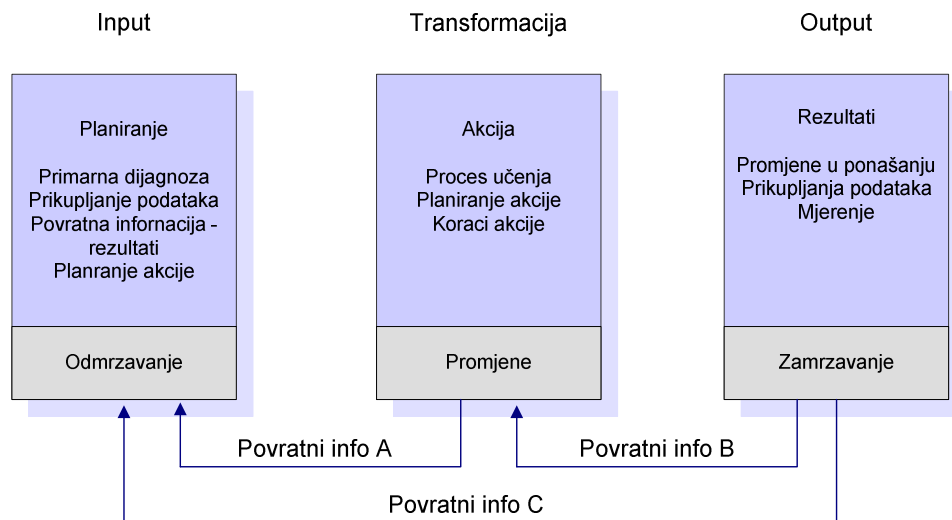 Input
Transformacija
Output
Planiranje
Primarna dijagnoza
Prikupljanje podataka
Povratna infornacija -
rezultati
Planranje akcije
Odmrzavanje
Akcija
Proces učenja
Planiranje akcije
Koraci akcije
Promjene
Rezultati
Promjene u ponašanju
Prikupljanja podataka
Mjerenje
Zamrzavanje
Povratni info A
Povratni info B
Povratni info C